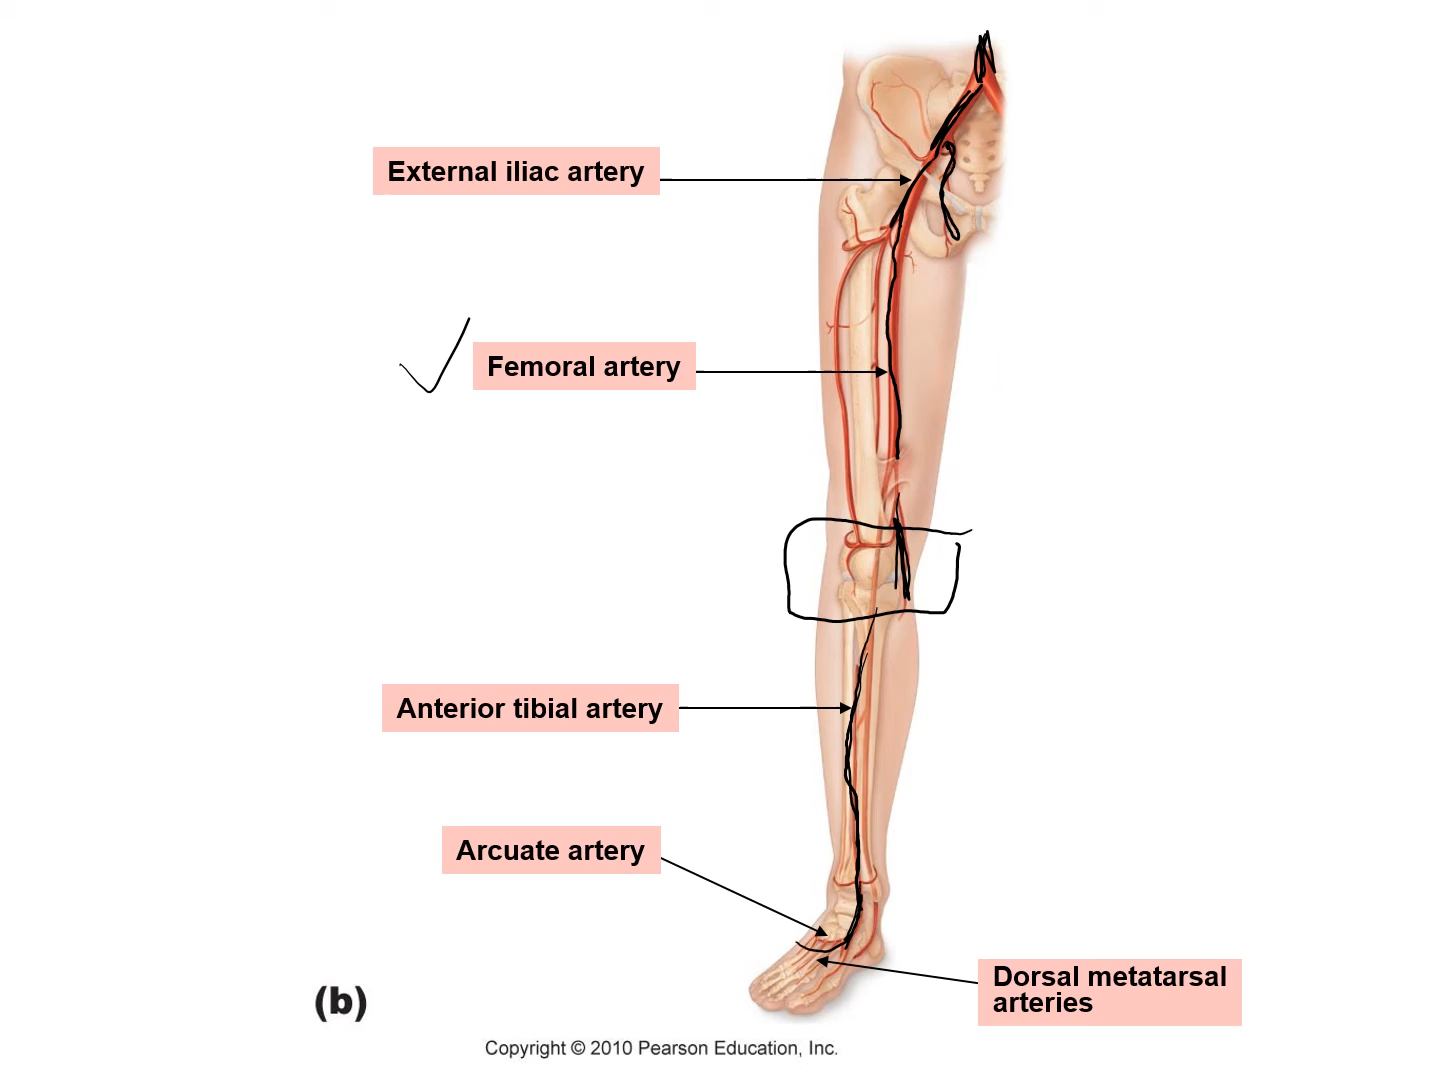 External iliac artery
Femoral artery
Anterior tibial artery
Arcuate artery
Dorsal metatarsal
arteries
(b)
Copyright © 2010 Pearson Education, Inc.